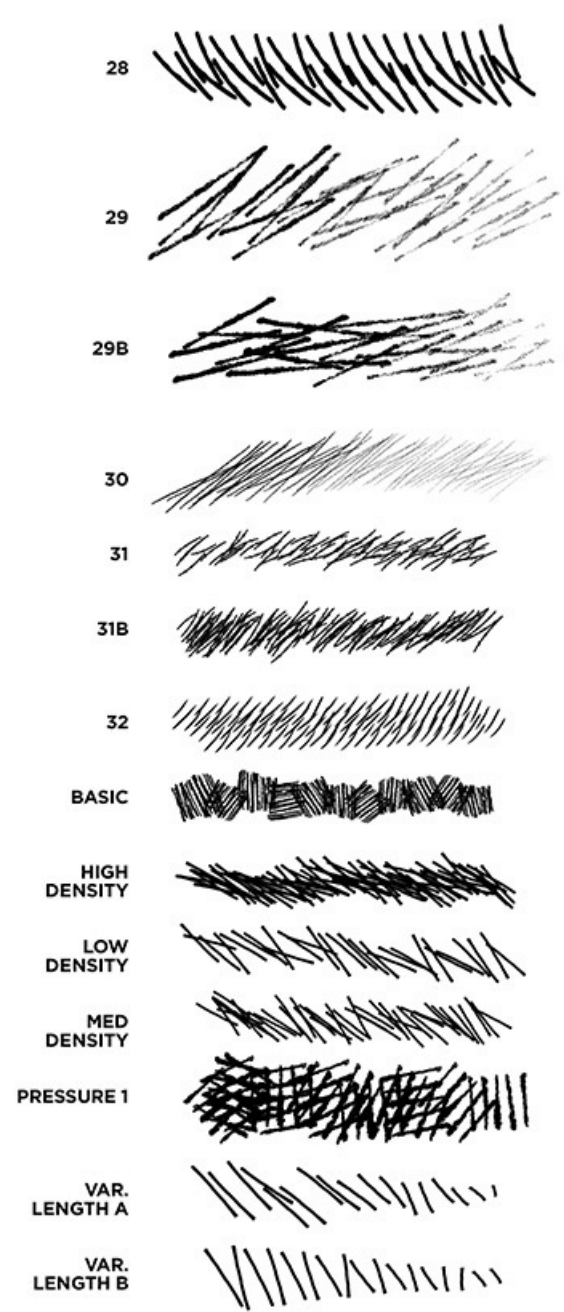 28
29
29B
30
31
31B
32
BASIC
HIGH
DENSITY
LOW
DENSITY
MED
DENSITY
PRESSURE 1
VAR.
LENGTH A
VAR.
LENGTH B